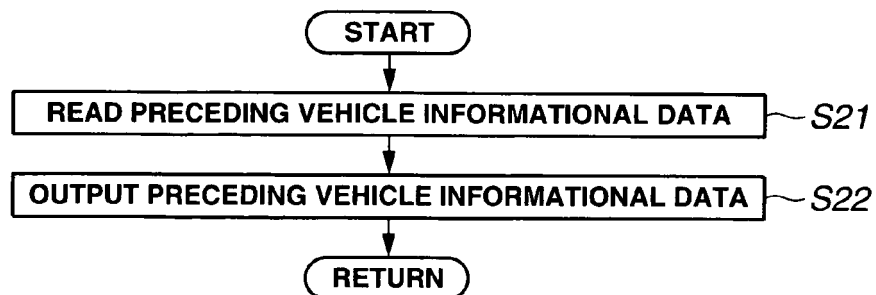 START
READ PRECEDING VEHICLE INFORMATIONAL DATA S21
OUTPUT PRECEDING VEHICLE INFORMATIONAL DATA S22
RETURN